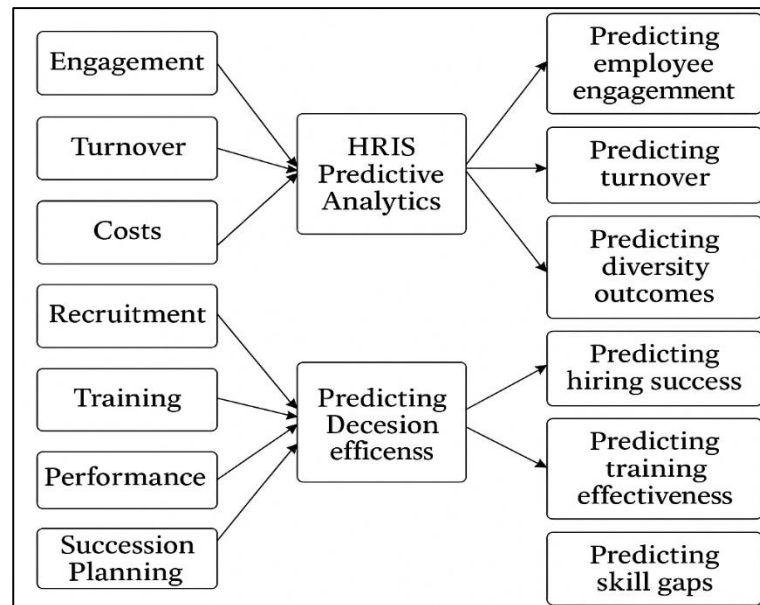 Engagement
Turnover
Costs
Recruitment
Training
Performance
Succession
Planning
HRIS
Predictive
Analytics
Predicting
Decesion
efficenss
Predicting
employee
engagemnent
Predicting
turnover
Predicting
diversity
outcomes
Predicting
hiring success
Predicting
training
effectiveness
Predicting
skill gaps